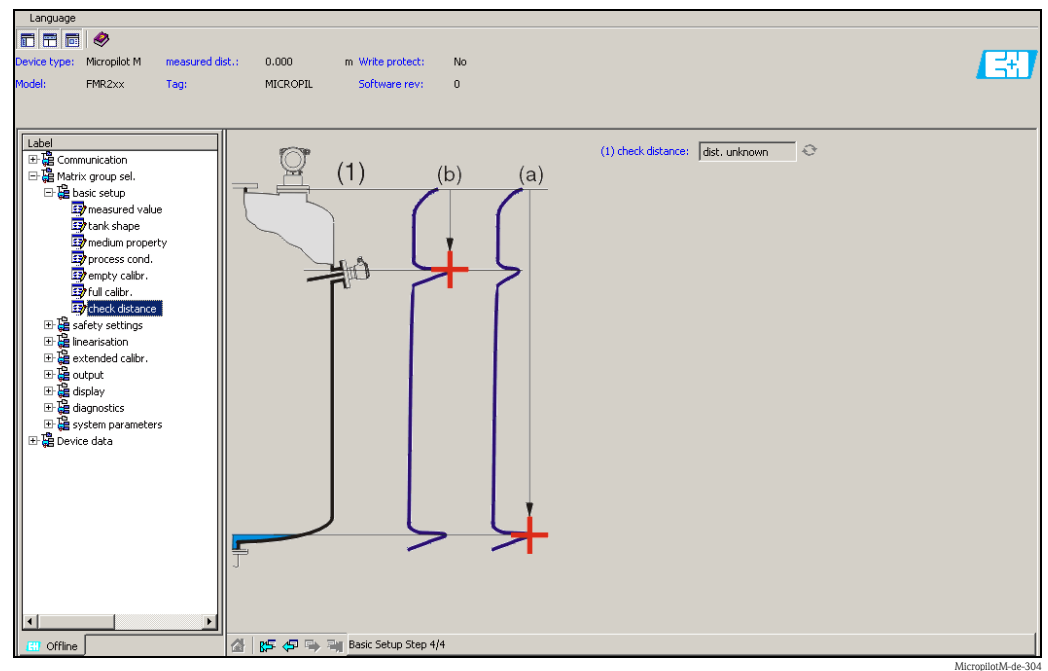 Language
Device type: Micropilot M measured dist.: 0.000 m Write protect: No
Model: FMR2xx Tag: MICROPIL Software rev: 0
E+H
Label
Communication
Matrix group sel.
basic setup
measured value
tank shape
medium property
process cond.
empty calibr.
full calibr.
check distance
safety settings
linearisation
extended calibr.
output
display
diagnostics
system parameters
Device data
(1) (b) (a)
(1) check distance: dist. unknown
Offline
Basic Setup Step 4/4
MicropilotM-de-304